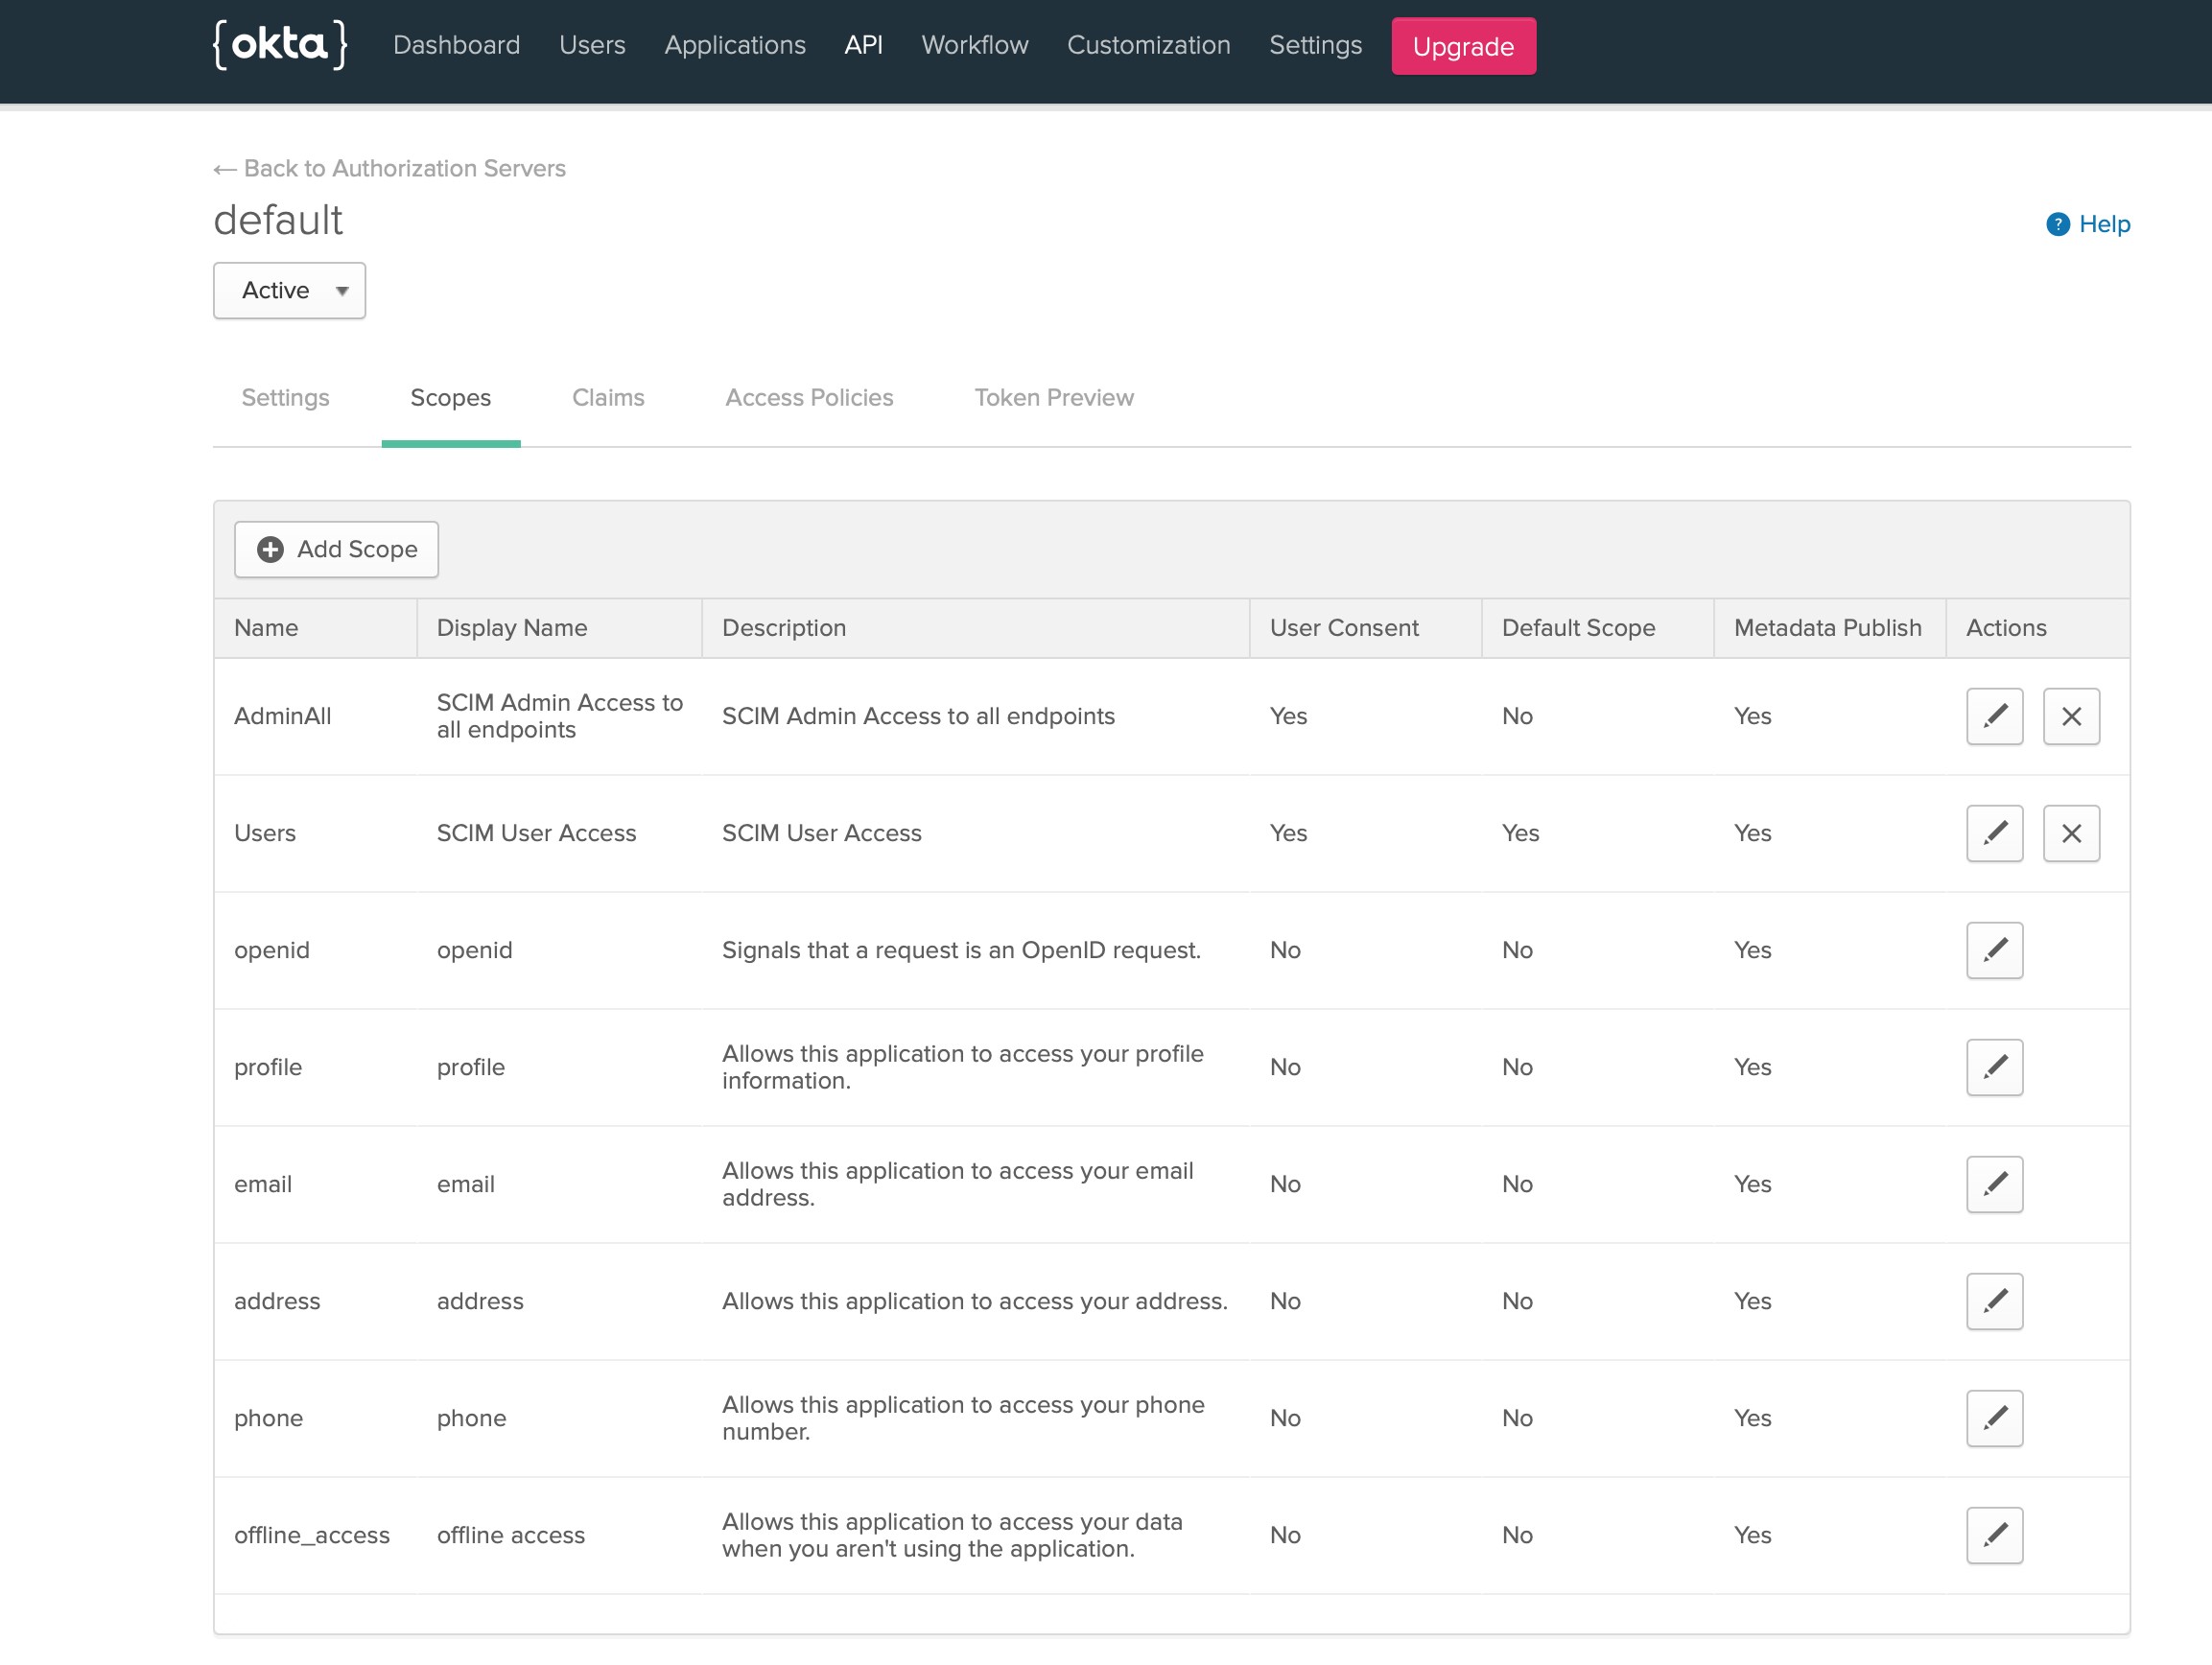 {okta} Dashboard Users Applications API Workflow Customization Settings Upgrade
← Back to Authorization Servers
default
? Help
Active
Settings Scopes Claims Access Policies Token Preview
Add Scope
Name Display Name Description User Consent Default Scope Metadata Publish Actions
AdminAll SCIM Admin Access to all endpoints SCIM Admin Access to all endpoints Yes No Yes
Users SCIM User Access SCIM User Access Yes Yes Yes
openid openid Signals that a request is an OpenID request. No No Yes
profile profile Allows this application to access your profile information. No No Yes
email email Allows this application to access your email address. No No Yes
address address Allows this application to access your address. No No Yes
phone phone Allows this application to access your phone number. No No Yes
offline_access offline access Allows this application to access your data when you aren't using the application. No No Yes